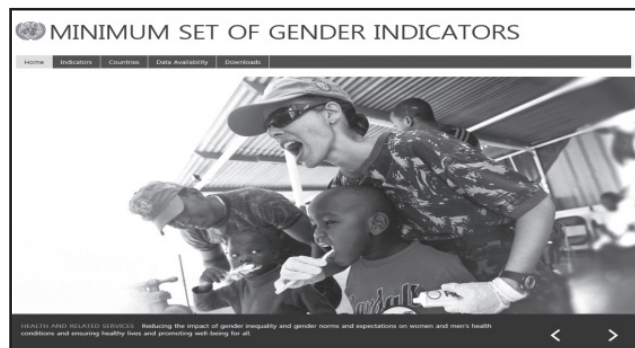 MINIMUM SET OF GENDER INDICATORS
Home Indicators Countries Data Availability Downloads
HEALTH AND RELATED SERVICES Reducing the impact of gender inequality and gender norms and expectations on women and men's health
conditions and ensuring healthy lives and promoting well-being for all.